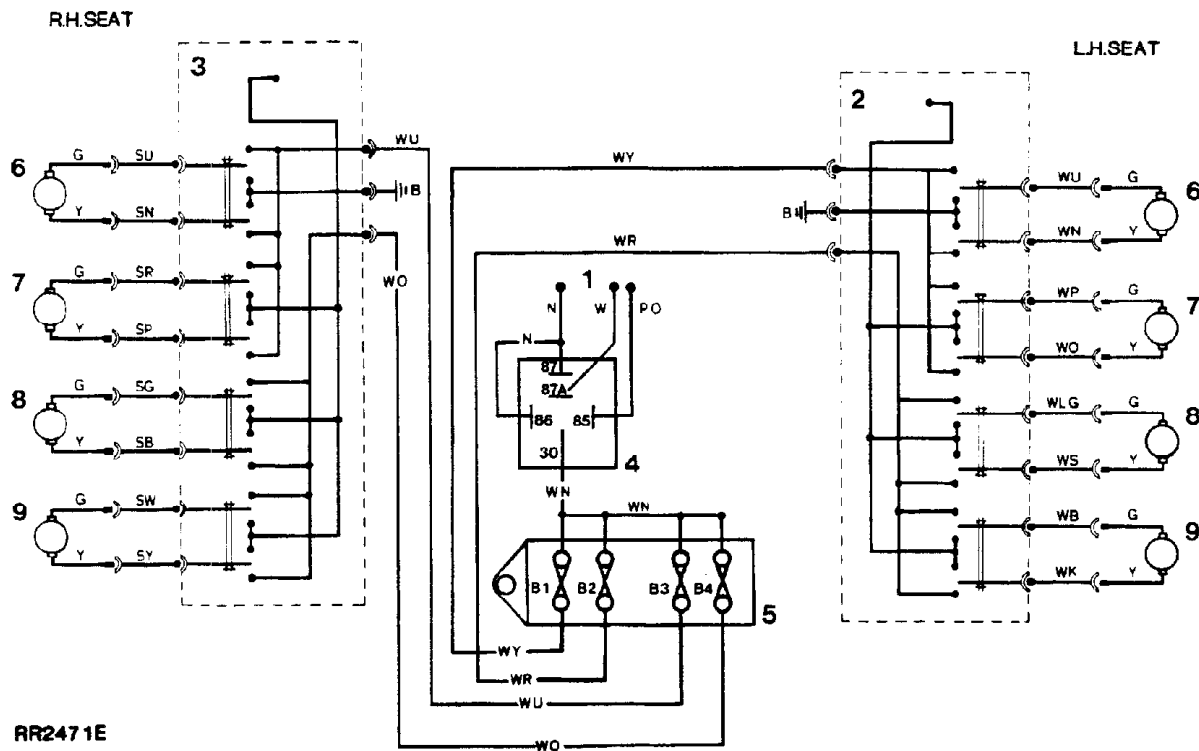 R.H.SEAT
L.H.SEAT
3
2
WU
WY
6
G
SU
B
WU
G
6
Y
SN
B
WN
Y
WR
7
G
SR
WO
1
WP
G
7
N
W
PO
Y
SP
N
WO
Y
87
87A
8
G
SG
86
85
WLG
G
8
Y
SB
30
4
WS
Y
WN
9
G
SW
WN
WB
G
9
Y
SY
B1
B2
B3
B4
WK
Y
5
2
WY
WR
WU
WO
RR2471E